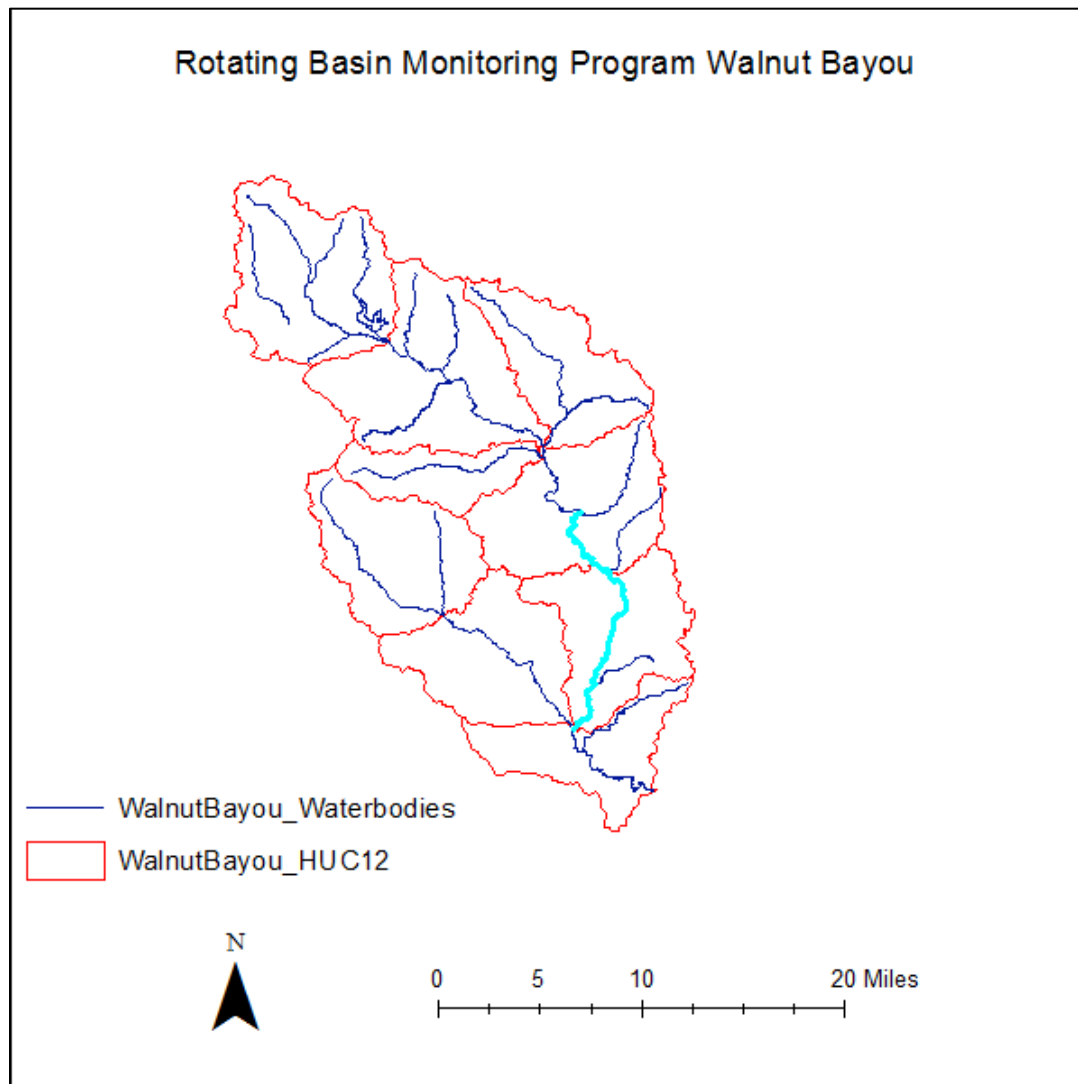 Rotating Basin Monitoring Program Walnut Bayou
WalnutBayou_Waterbodies
WalnutBayou_HUC12
N
0 5 10 20 Miles